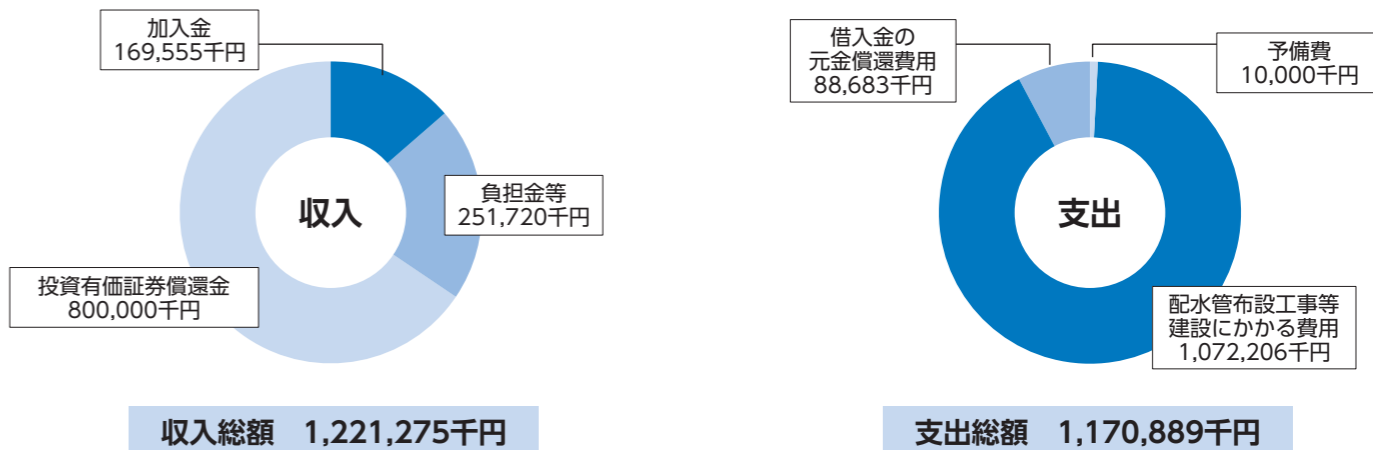 加入金
169,555千円
収入
負担金等
251,720千円
投資有価証券償還金
800,000千円
収入総額 1,221,275千円
借入金の
元金償還費用
88,683千円
予備費
10,000千円
支出
配水管布設工事等
建設にかかる費用
1,072,206千円
支出総額 1,170,889千円